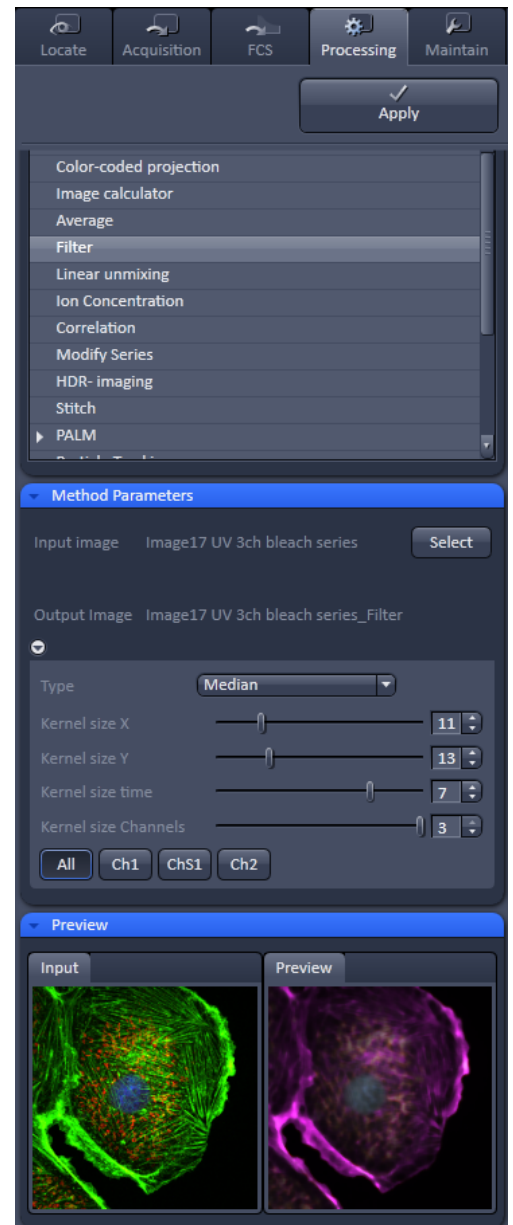 Locate Acquisition FCS Processing Maintain
Apply
Color-coded projection
Image calculator
Average
Filter
Linear unmixing
Ion Concentration
Correlation
Modify Series
HDR- imaging
Stitch
PALM
Method Parameters
Input image Image17 UV 3ch bleach series Select
Output Image Image17 UV 3ch bleach series_Filter
Type Median
Kernel size X 11
Kernel size Y 13
Kernel size time 7
Kernel size Channels 3
All Ch1 ChS1 Ch2
Preview
Input Preview